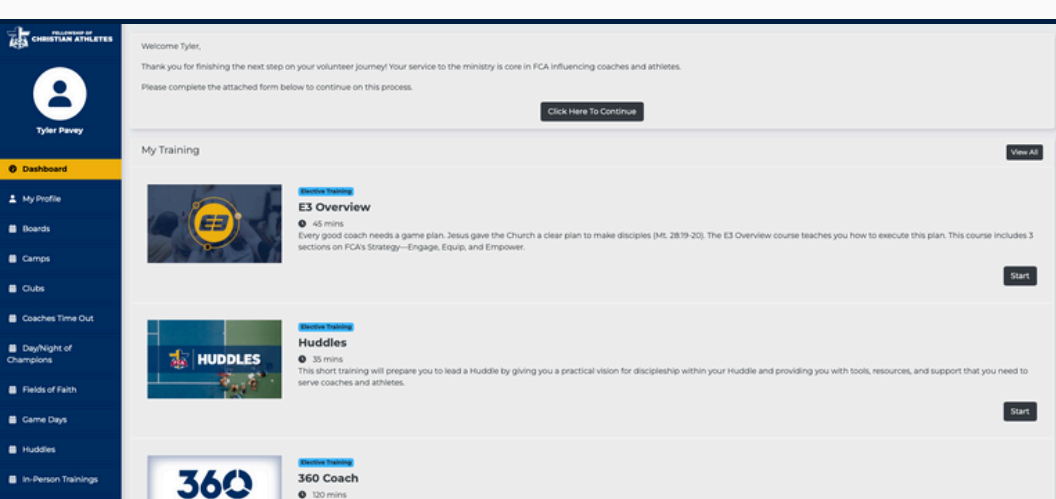 FELLOWSHIP OF
CHRISTIAN ATHLETES
Tyler Pavey
Dashboard
My Profile
Boards
Camps
Clubs
Coaches Time Out
Day/Night of
Champions
Fields of Faith
Game Days
Huddles
In-Person Trainings
Welcome Tyler,
Thank you for finishing the next step on your volunteer journey! Your service to the ministry is core in FCA influencing coaches and athletes.
Please complete the attached form below to continue on this process.
Click Here To Continue
My Training
View All
E3
Elective Training
E3 Overview
45 mins
Every good coach needs a game plan. Jesus gave the Church a clear plan to make disciples (Mt. 28:19-20). The E3 Overview course teaches you how to execute this plan. This course includes 3
sections on FCA's Strategy—Engage, Equip, and Empower.
Start
HUDDLES
Elective Training
Huddles
35 mins
This short training will prepare you to lead a Huddle by giving you a practical vision for discipleship within your Huddle and providing you with tools, resources, and support that you need to
serve coaches and athletes.
Start
360
Elective Training
360 Coach
120 mins